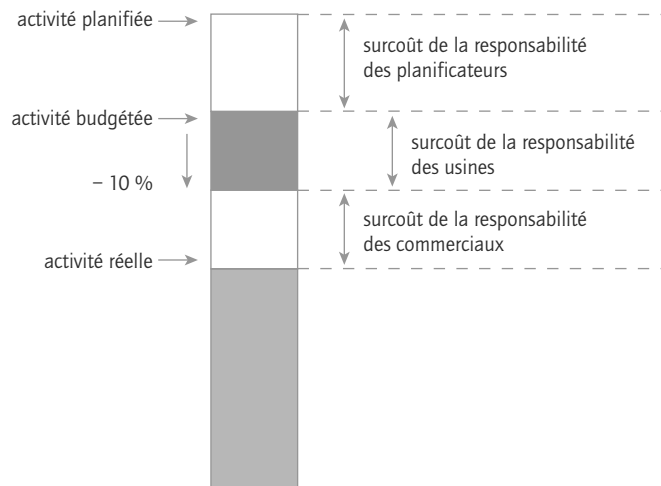 activité planifiée
surcoût de la responsabilité
des planificateurs
activité budgétée
surcoût de la responsabilité
des usines
– 10 %
surcoût de la responsabilité
des commerciaux
activité réelle